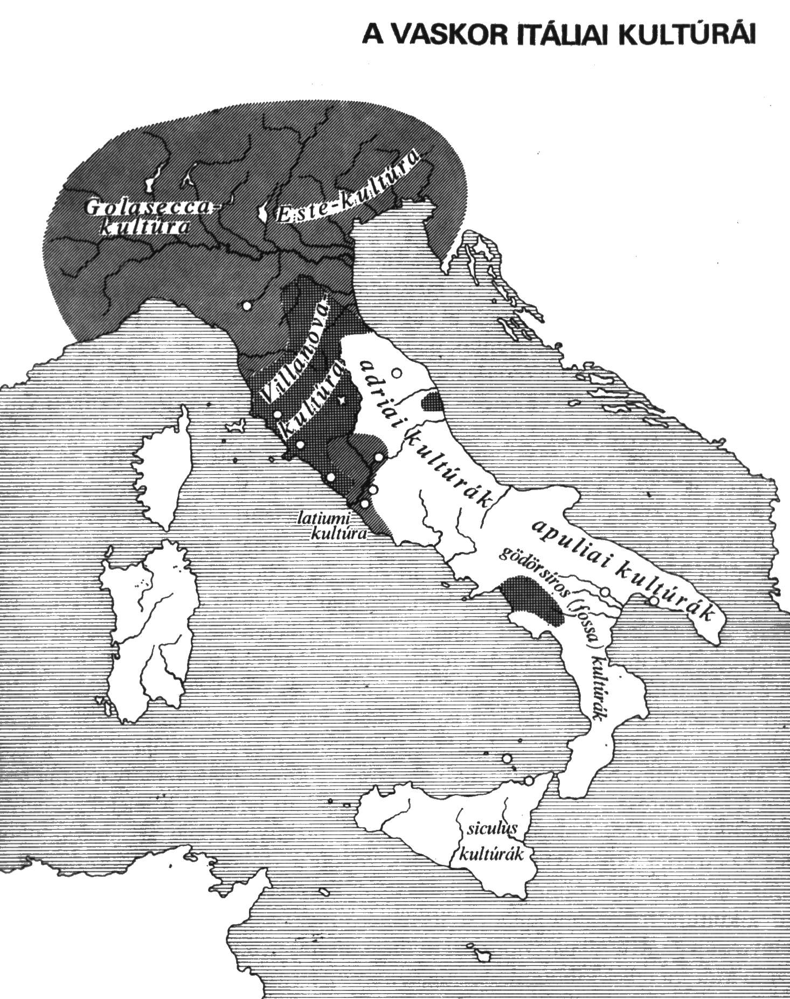 A VASKOR ITÁLIAI KULTÚRÁI
Golasecca-
kultúra
Este-kultúra
Villanova-
kultúra
adriai kultúrák
latiumi
kultúra
apuliai kultúrák
gödörsíros (fossa) kultúrák
siculus
kultúrák